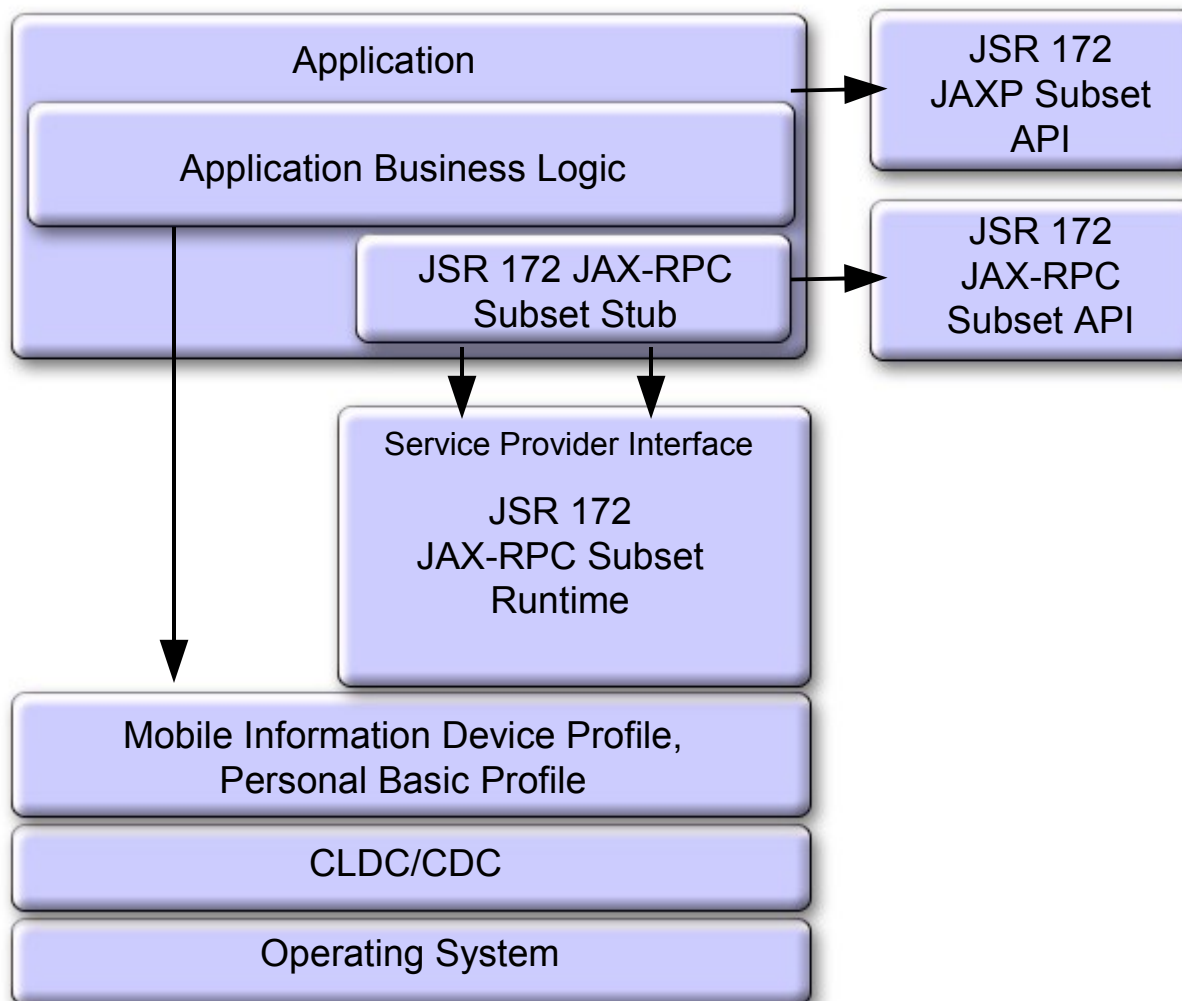 Application
Application Business Logic
JSR 172 JAX-RPC
Subset Stub
JSR 172
JAXP Subset
API
JSR 172
JAX-RPC
Subset API
Service Provider Interface
JSR 172
JAX-RPC Subset
Runtime
Mobile Information Device Profile,
Personal Basic Profile
CLDC/CDC
Operating System